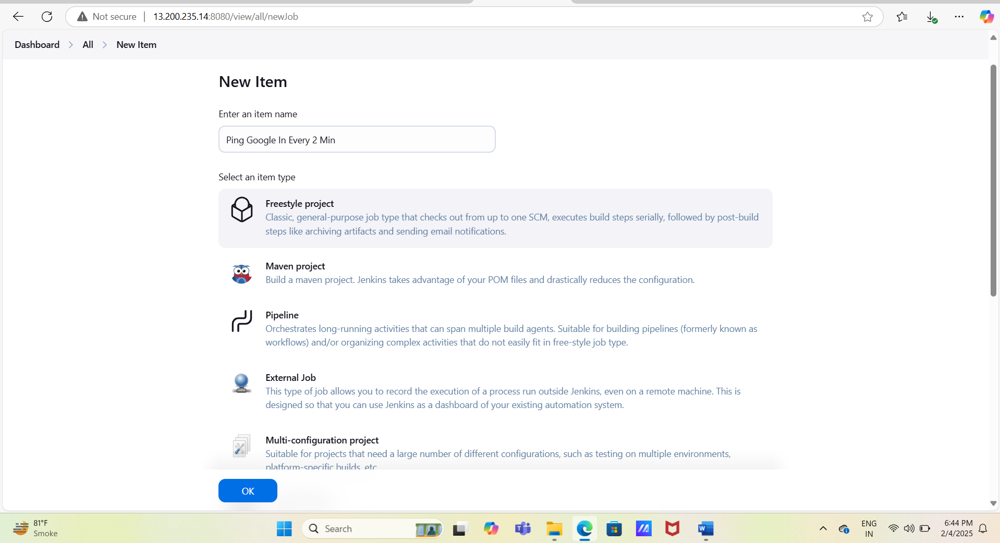 Not secure
13.200.235.14:8080/view/all/newJob
Dashboard > All > New Item
New Item
Enter an item name
Ping Google In Every 2 Min
Select an item type
Freestyle project
Classic, general-purpose job type that checks out from up to one SCM, executes build steps serially, followed by post-build
steps like archiving artifacts and sending email notifications.
Maven project
Build a maven project. Jenkins takes advantage of your POM files and drastically reduces the configuration.
Pipeline
Orchestrates long-running activities that can span multiple build agents. Suitable for building pipelines (formerly known as
workflows) and/or organizing complex activities that do not easily fit in free-style job type.
External Job
This type of job allows you to record the execution of a process run outside Jenkins, even on a remote machine. This is
designed so that you can use Jenkins as a dashboard of your existing automation system.
Multi-configuration project
Suitable for projects that need a large number of different configurations, such as testing on multiple environments,
platform-specific builds, etc
OK
81°F
Smoke
Search
ENG
IN
6:44 PM
2/4/2025